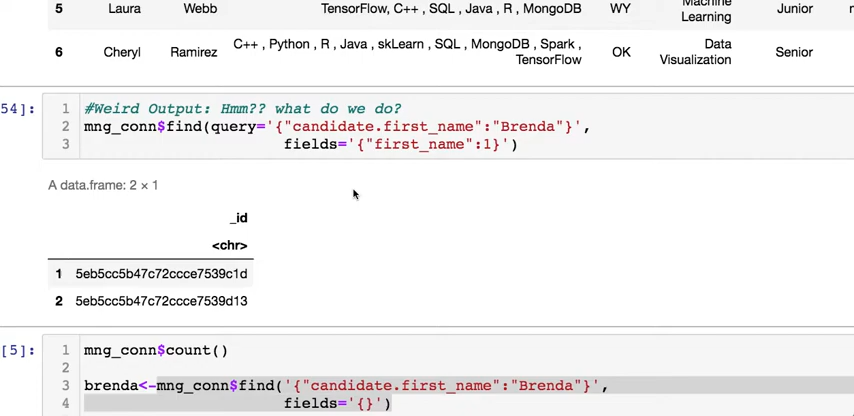 Machine
5 Laura Webb TensorFlow, C++ , SQL , Java , R , MongoDB WY Learning Junior
6 Cheryl Ramirez C++ , Python , R , Java , skLearn , SQL , MongoDB , Spark , TensorFlow OK Data Visualization Senior
54]: 1 #Weird Output: Hmm?? what do we do?
2 mng_conn$find(query='{"candidate.first_name":"Brenda"}',
3 fields='{"first_name":1}')
A data.frame: 2 × 1
_id
<chr>
1 5eb5cc5b47c72ccce7539c1d
2 5eb5cc5b47c72ccce7539d13
[5]: 1 mng_conn$count()
2
3 brenda<-mng_conn$find('{"candidate.first_name":"Brenda"}',
4 fields='{}')